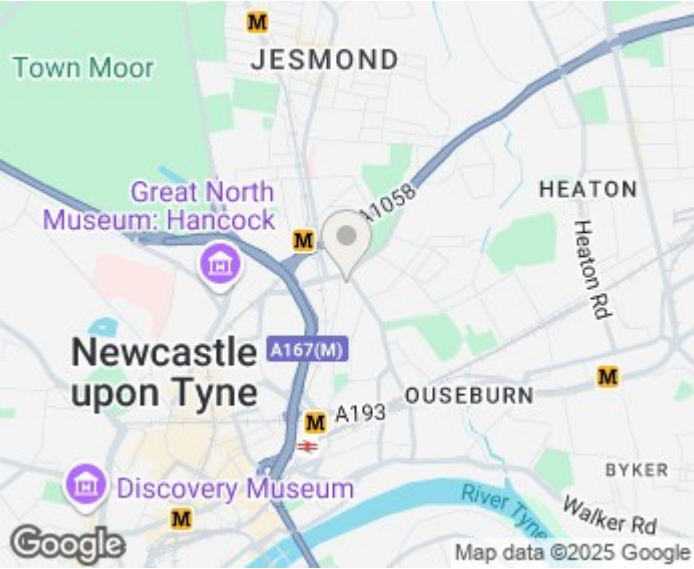 M
JESMOND
Town Moor
A1058
Great North
Museum: Hancock
HEATON
M
Heaton Rd
Newcastle
upon Tyne
A167(M)
M
OUSEBURN
M
A193
BYKER
Discovery Museum
River Tyne
Walker Rd
M
Google
Map data ©2025 Google